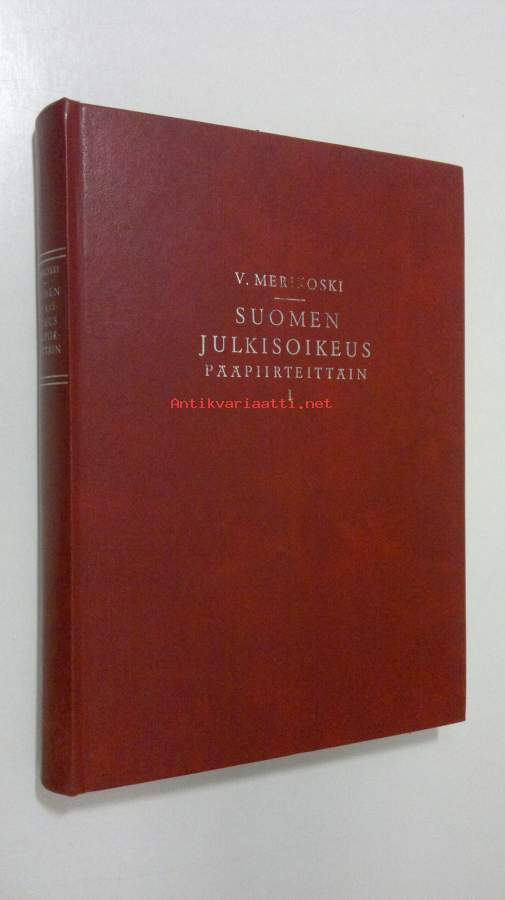 V. MERIKOSKI
SUOMEN
JULKISOIKEUS
PÄÄPIIRTEITTÄIN
I
Antikvariaatti.net